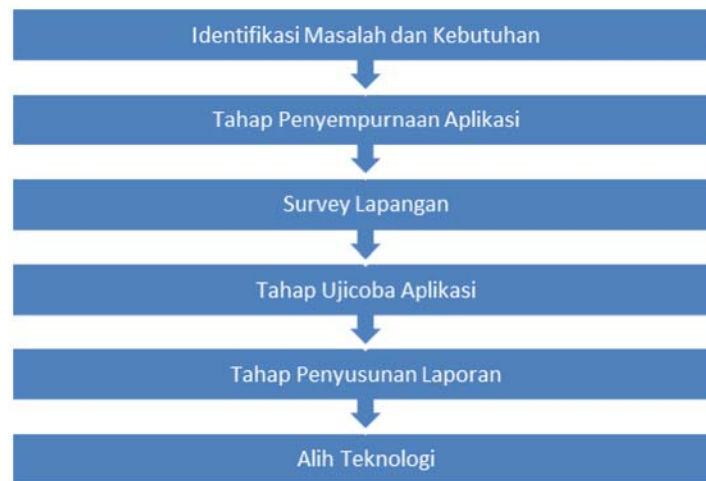 Identifikasi Masalah dan Kebutuhan
Tahap Penyempurnaan Aplikasi
Survey Lapangan
Tahap Ujicoba Aplikasi
Tahap Penyusunan Laporan
Alih Teknologi